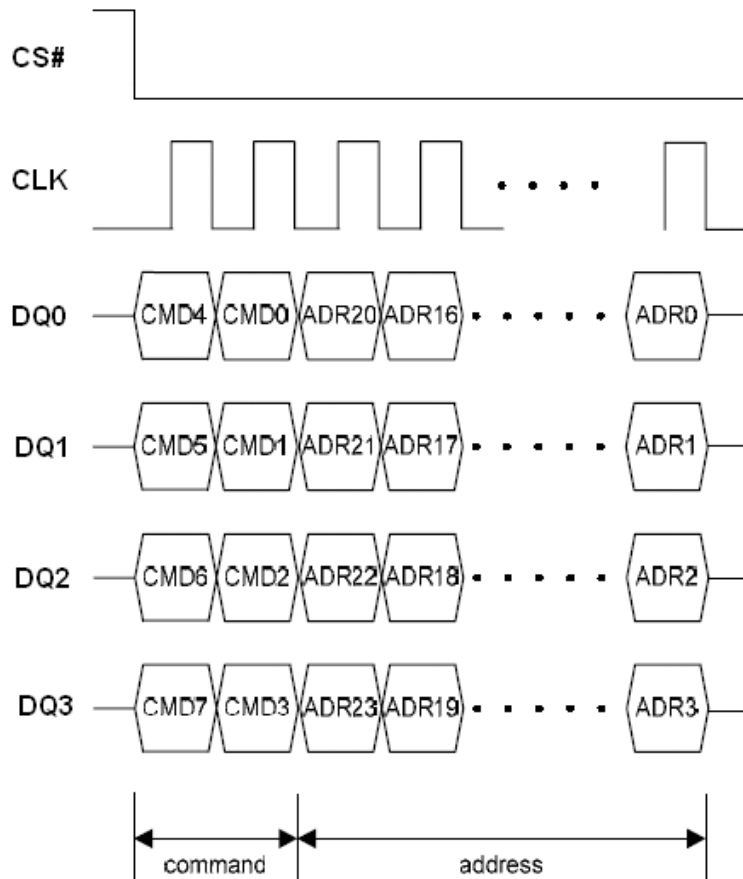 CS#
CLK
DQ0 CMD4 CMD0 ADR20 ADR16 ADR0
DQ1 CMD5 CMD1 ADR21 ADR17 ADR1
DQ2 CMD6 CMD2 ADR22 ADR18 ADR2
DQ3 CMD7 CMD3 ADR23 ADR19 ADR3
command address